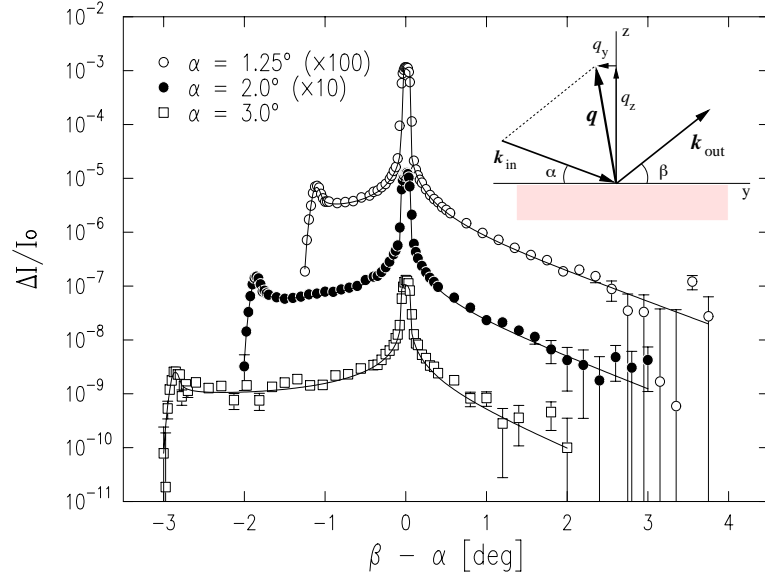 10⁻²
10⁻³
10⁻⁴
10⁻⁵
10⁻⁶
10⁻⁷
10⁻⁸
10⁻⁹
10⁻¹⁰
10⁻¹¹
ΔI/Io
α = 1.25° (×100)
α = 2.0° (×10)
α = 3.0°
z
q_y
q_z
q
k_in
k_out
α
β
y
−3 −2 −1 0 1 2 3 4
β − α [deg]